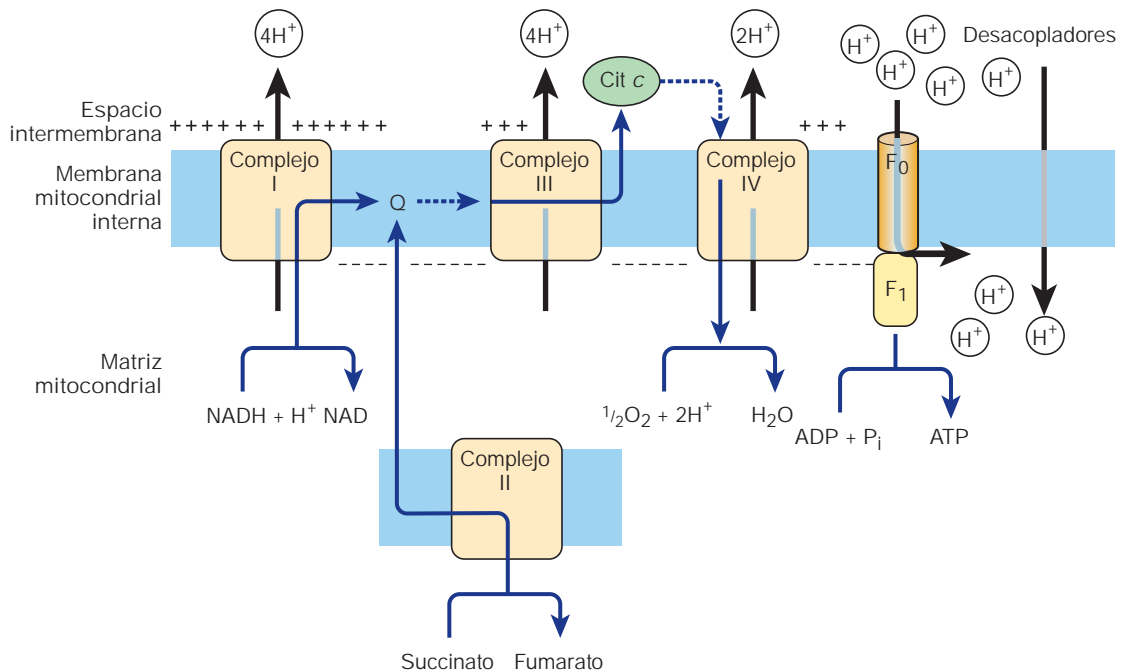 4H⁺
4H⁺
2H⁺
H⁺
H⁺
H⁺
H⁺
H⁺
Desacopladores
Cit c
Espacio
intermembrana
++++++
++++++
+++
+++
Membrana
mitocondrial
interna
Complejo
I
Q
Complejo
III
Complejo
IV
F₀
F₁
H⁺
H⁺
H⁺
Matriz
mitocondrial
NADH + H⁺ NAD
½O₂ + 2H⁺
H₂O
ADP + Pᵢ
ATP
Complejo
II
Succinato
Fumarato